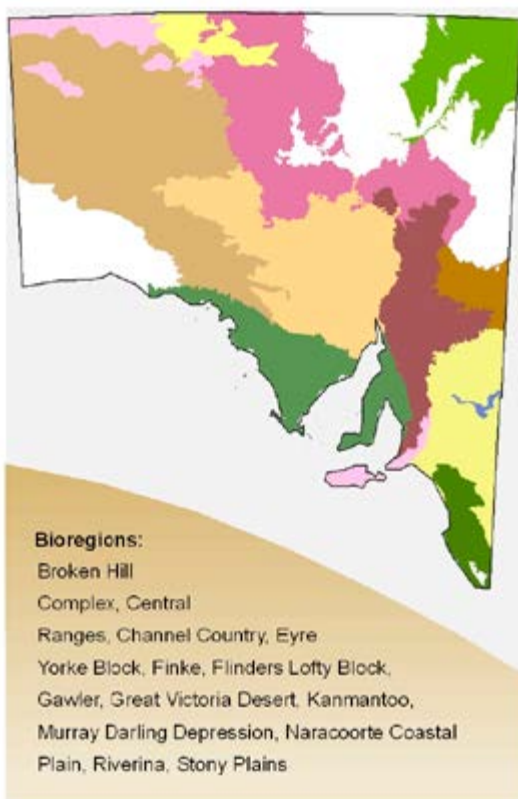 Bioregions:
Broken Hill
Complex, Central
Ranges, Channel Country, Eyre
Yorke Block, Finke, Flinders Lofty Block,
Gawler, Great Victoria Desert, Kanmantoo,
Murray Darling Depression, Naracoorte Coastal
Plain, Riverina, Stony Plains